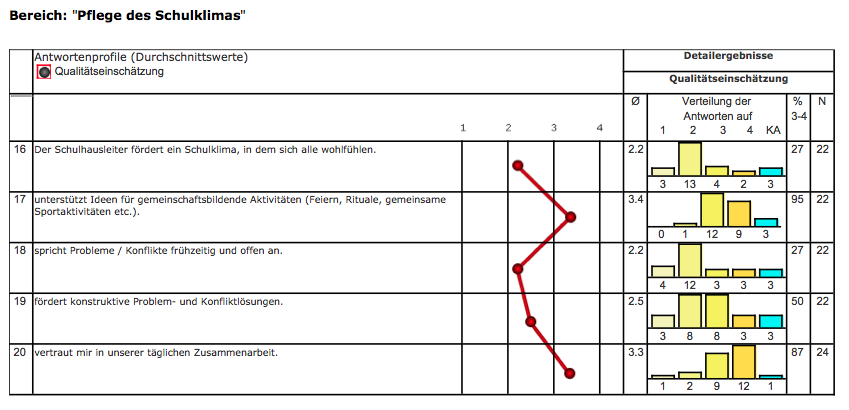 Bereich: "Pflege des Schulklimas"
Antwortenprofile (Durchschnittswerte)
Qualitätseinschätzung
Detailergebnisse
Qualitätseinschätzung
1 2 3 4
Ø Verteilung der Antworten auf % 3-4 N
1 2 3 4 KA
16 Der Schulhausleiter fördert ein Schulklima, in dem sich alle wohlfühlen. 2.2 27 22
3 13 4 2 3
17 unterstützt Ideen für gemeinschaftsbildende Aktivitäten (Feiern, Rituale, gemeinsame 3.4 95 22
Sportaktivitäten etc.).
0 1 12 9 3
18 spricht Probleme / Konflikte frühzeitig und offen an. 2.2 27 22
4 12 3 3 3
19 fördert konstruktive Problem- und Konfliktlösungen. 2.5 50 22
3 8 8 3 3
20 vertraut mir in unserer täglichen Zusammenarbeit. 3.3 87 24
1 2 9 12 1